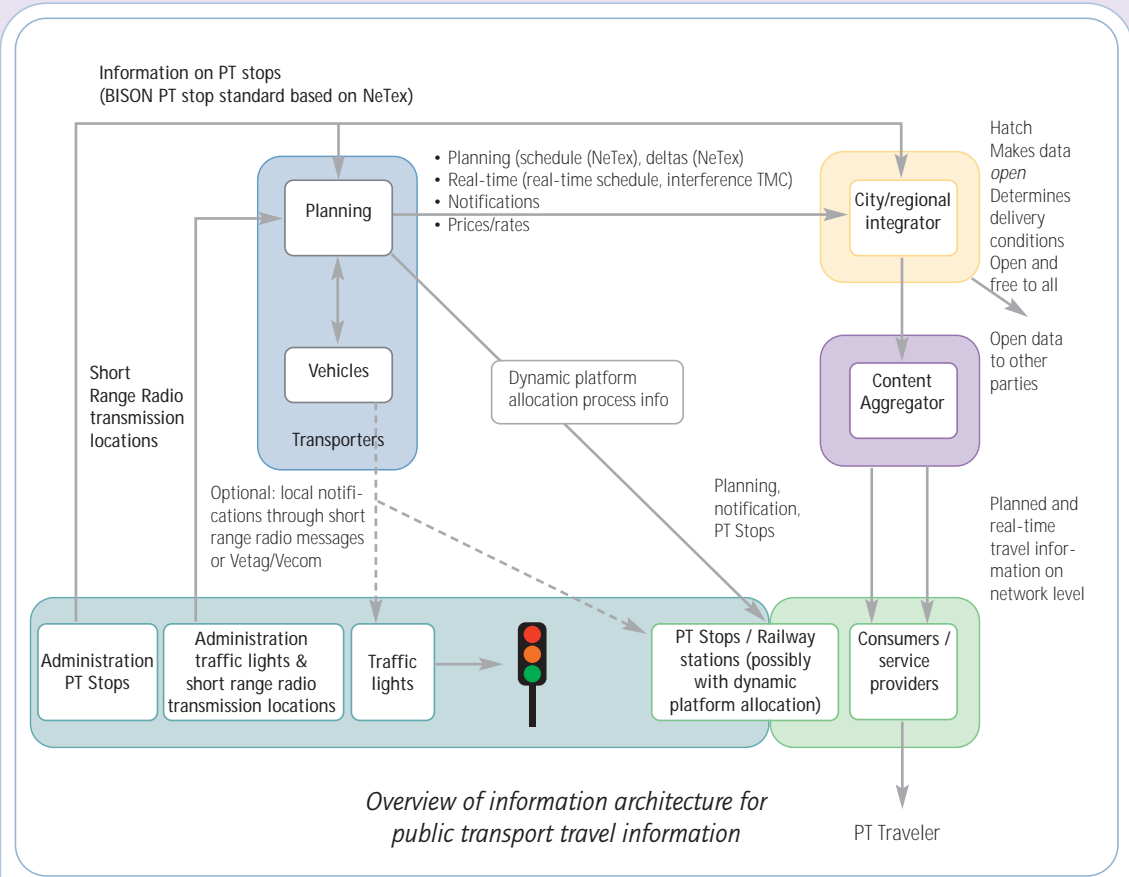 Information on PT stops
(BISON PT stop standard based on NeTex)
• Planning (schedule (NeTex), deltas (NeTex)
• Real-time (real-time schedule, interference TMC)
• Notifications
• Prices/rates
Planning
Vehicles
Transporters
City/regional
integrator
Hatch
Makes data
open
Determines
delivery
conditions
Open and
free to all
Open data
to other
parties
Content
Aggregator
Short
Range Radio
transmission
locations
Dynamic platform
allocation process info
Optional: local notifi-
cations through short
range radio messages
or Vetag/Vecom
Planning,
notification,
PT Stops
Planned and
real-time
travel infor-
mation on
network level
Administration
PT Stops
Administration
traffic lights &
short range radio
transmission locations
Traffic
lights
PT Stops / Railway
stations (possibly
with dynamic
platform allocation)
Consumers /
service
providers
PT Traveler
Overview of information architecture for
public transport travel information